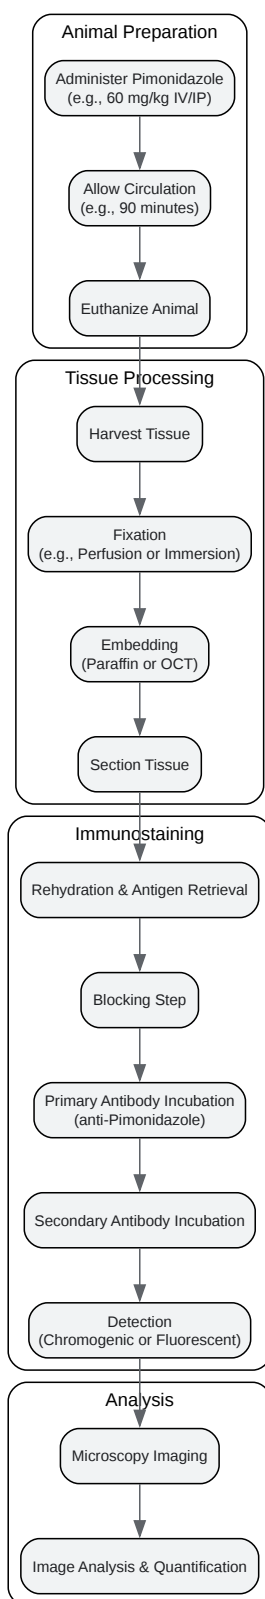 Animal Preparation
Administer Pimonidazole
(e.g., 60 mg/kg IV/IP)
Allow Circulation
(e.g., 90 minutes)
Euthanize Animal
Tissue Processing
Harvest Tissue
Fixation
(e.g., Perfusion or Immersion)
Embedding
(Paraffin or OCT)
Section Tissue
Immunostaining
Rehydration & Antigen Retrieval
Blocking Step
Primary Antibody Incubation
(anti-Pimonidazole)
Secondary Antibody Incubation
Detection
(Chromogenic or Fluorescent)
Analysis
Microscopy Imaging
Image Analysis & Quantification